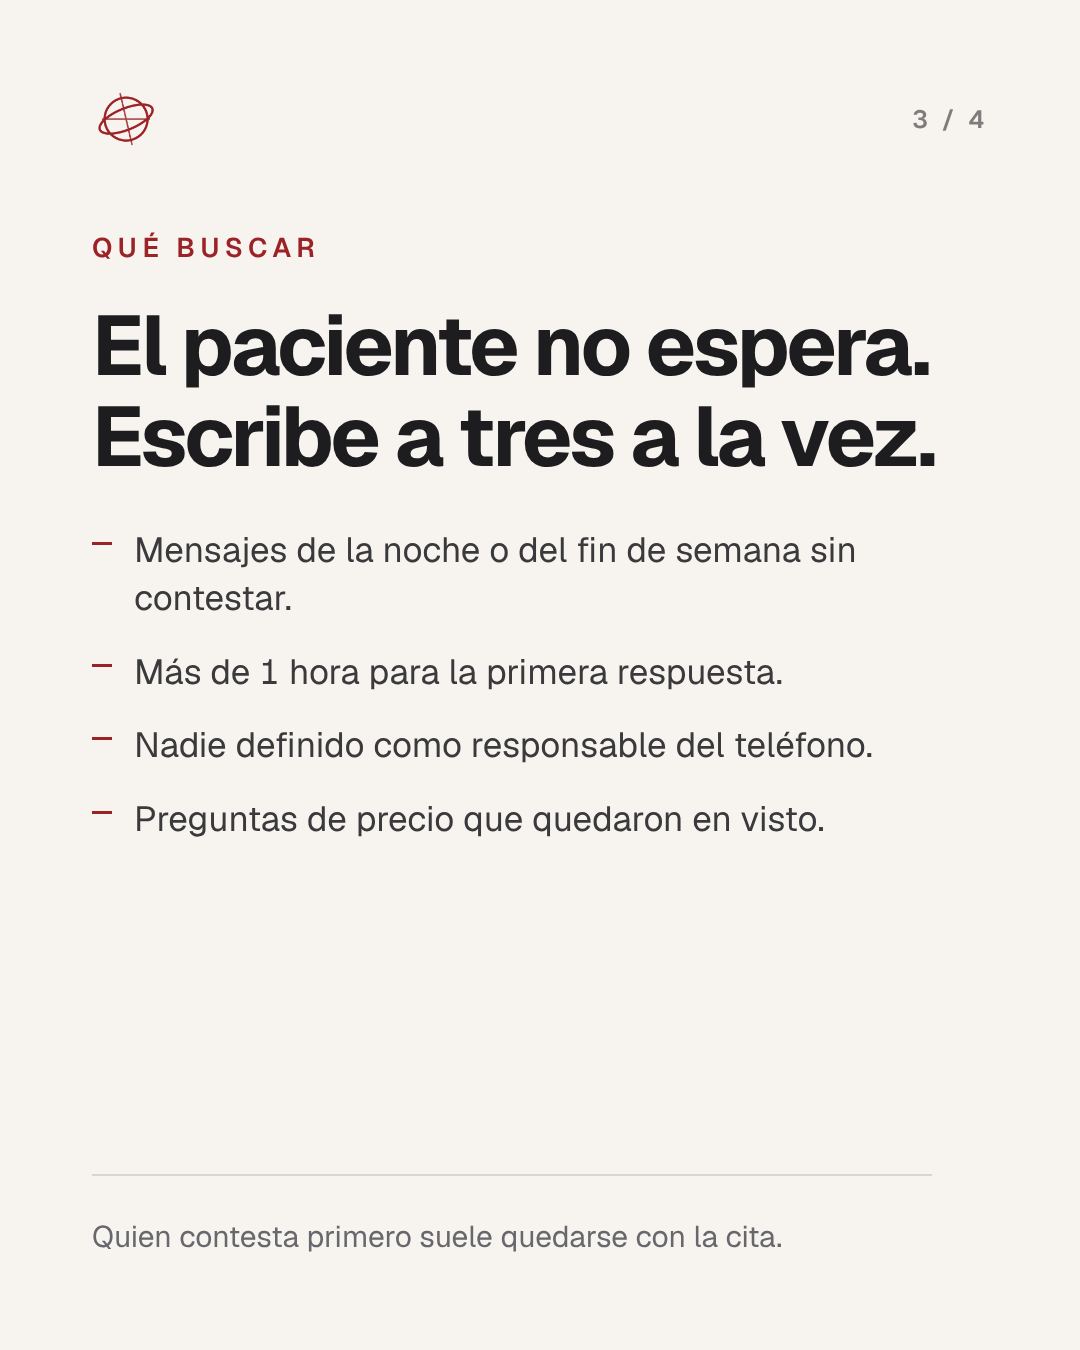 3 / 4
QUÉ BUSCAR
El paciente no espera.
Escribe a tres a la vez.
Mensajes de la noche o del fin de semana sin
contestar.
Más de 1 hora para la primera respuesta.
Nadie definido como responsable del teléfono.
Preguntas de precio que quedaron en visto.
Quien contesta primero suele quedarse con la cita.